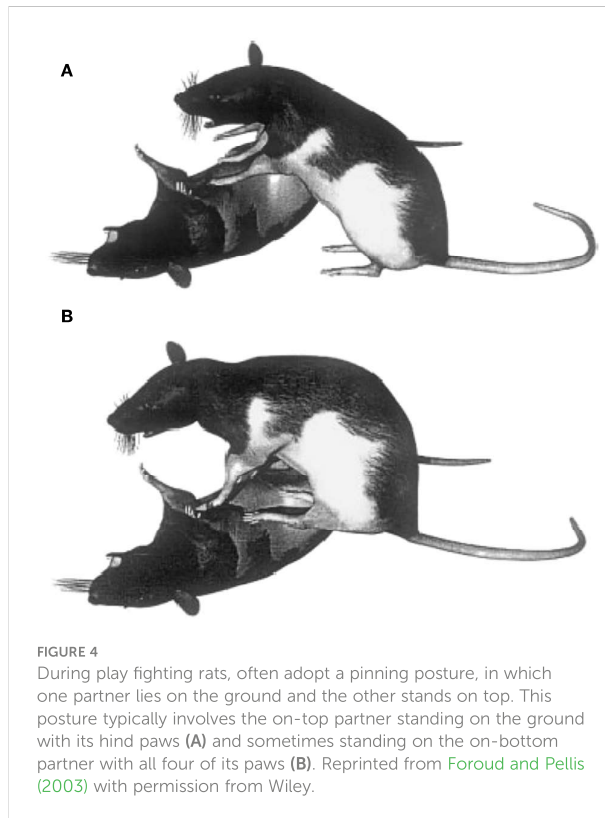 A
B
FIGURE 4
During play fighting rats, often adopt a pinning posture, in which
one partner lies on the ground and the other stands on top. This
posture typically involves the on-top partner standing on the ground
with its hind paws (A) and sometimes standing on the on-bottom
partner with all four of its paws (B). Reprinted from Foroud and Pellis
(2003) with permission from Wiley.